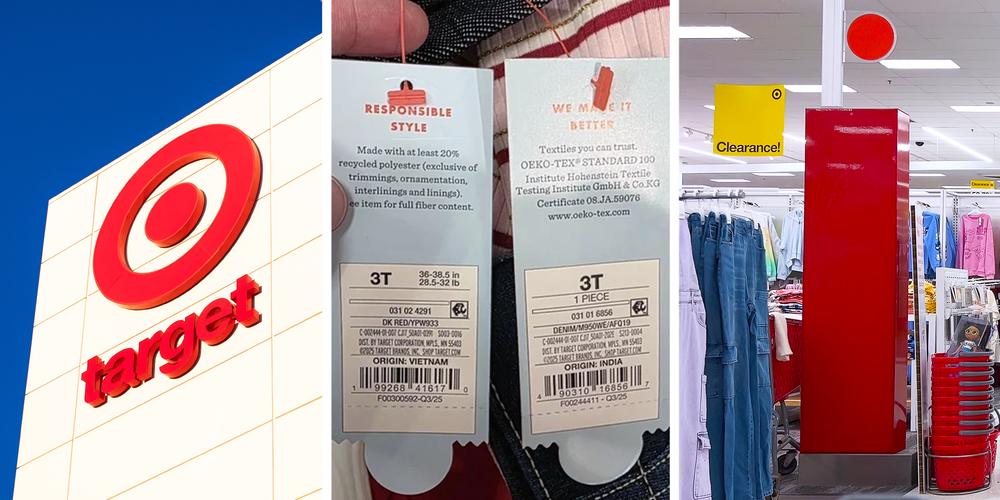 target
RESPONSIBLE
STYLE
Made with at least 20%
recycled polyester (exclusive of
trimmings, ornamentation,
interlinings and linings).
ee item for full fiber content.
3T
36-38.5 in
28.5-32 lb
031 02 4291
DK RED/YPW933
DIST. BY TARGET CORPORATION, MPLS, MN 55403
©2025 TARGET BRANDS, INC. SHOP TARGET.COM
ORIGIN: VIETNAM
1 99268 41617 0
F00300592-Q3/25
WE MAKE IT
BETTER
Textiles you can trust.
OEKO-TEX® STANDARD 100
Institute Hohenstein Textile
Testing Institute GmbH & Co.KG
Certificate 08.JA.59076
www.oeko-tex.com
3T
1 PIECE
031 01 6856
DENIM/M950WE/AFQ19
DIST. BY TARGET CORPORATION, MPLS, MN 55403
©2025 TARGET BRANDS, INC. SHOP TARGET.COM
ORIGIN: INDIA
4 90310 16856 7
F00244411-Q3/25
Clearance!